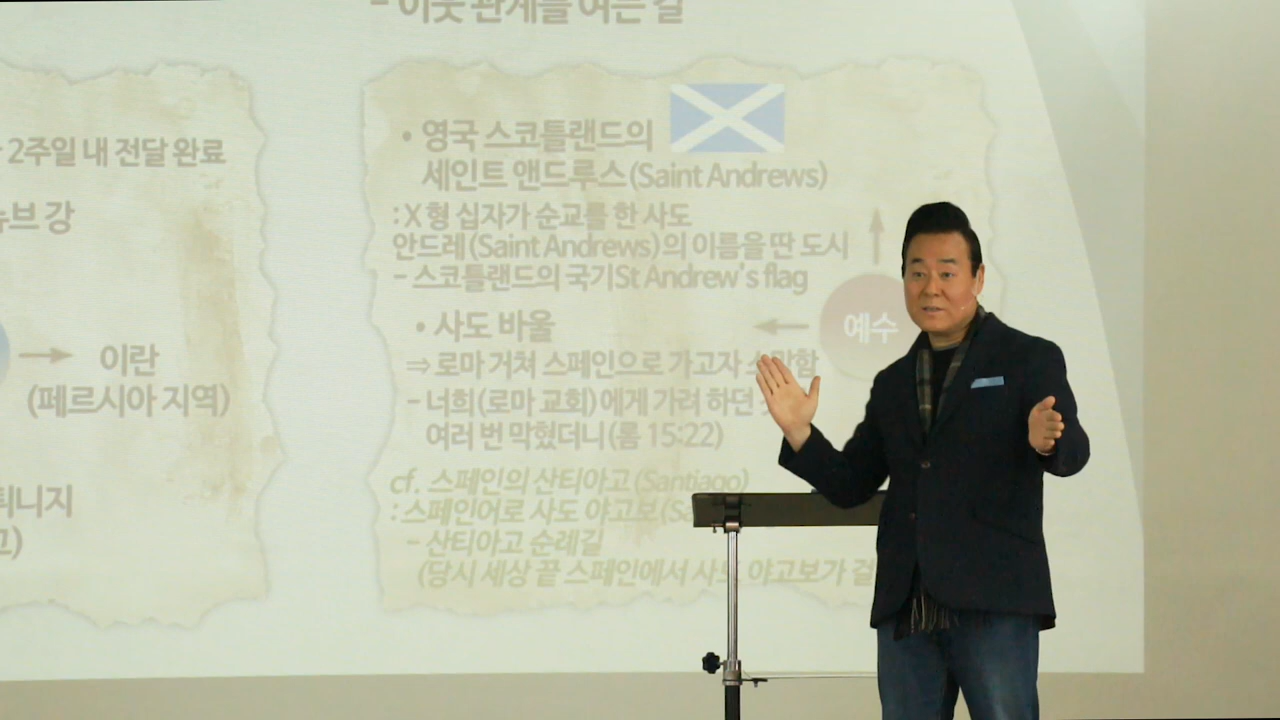 - 이웃 관계를 여는 길
2주일 내 전달 완료
뉴브 강
이란
(페르시아 지역)
튀니지
• 영국 스코틀랜드의
세인트 앤드루스(Saint Andrews)
: X 형 십자가 순교를 한 사도
안드레(Saint Andrews)의 이름을 딴 도시
- 스코틀랜드의 국기St Andrew's flag
• 사도 바울
예수
⇒ 로마 거쳐 스페인으로 가고자
- 너희(로마 교회)에게 가려 하던
여러 번 막혔더니(롬 15:22)
cf. 스페인의 산티아고(Santiago)
: 스페인어로 사도 야고보
- 산티아고 순례길
(당시 세상 끝 스페인에서 사도 야고보가